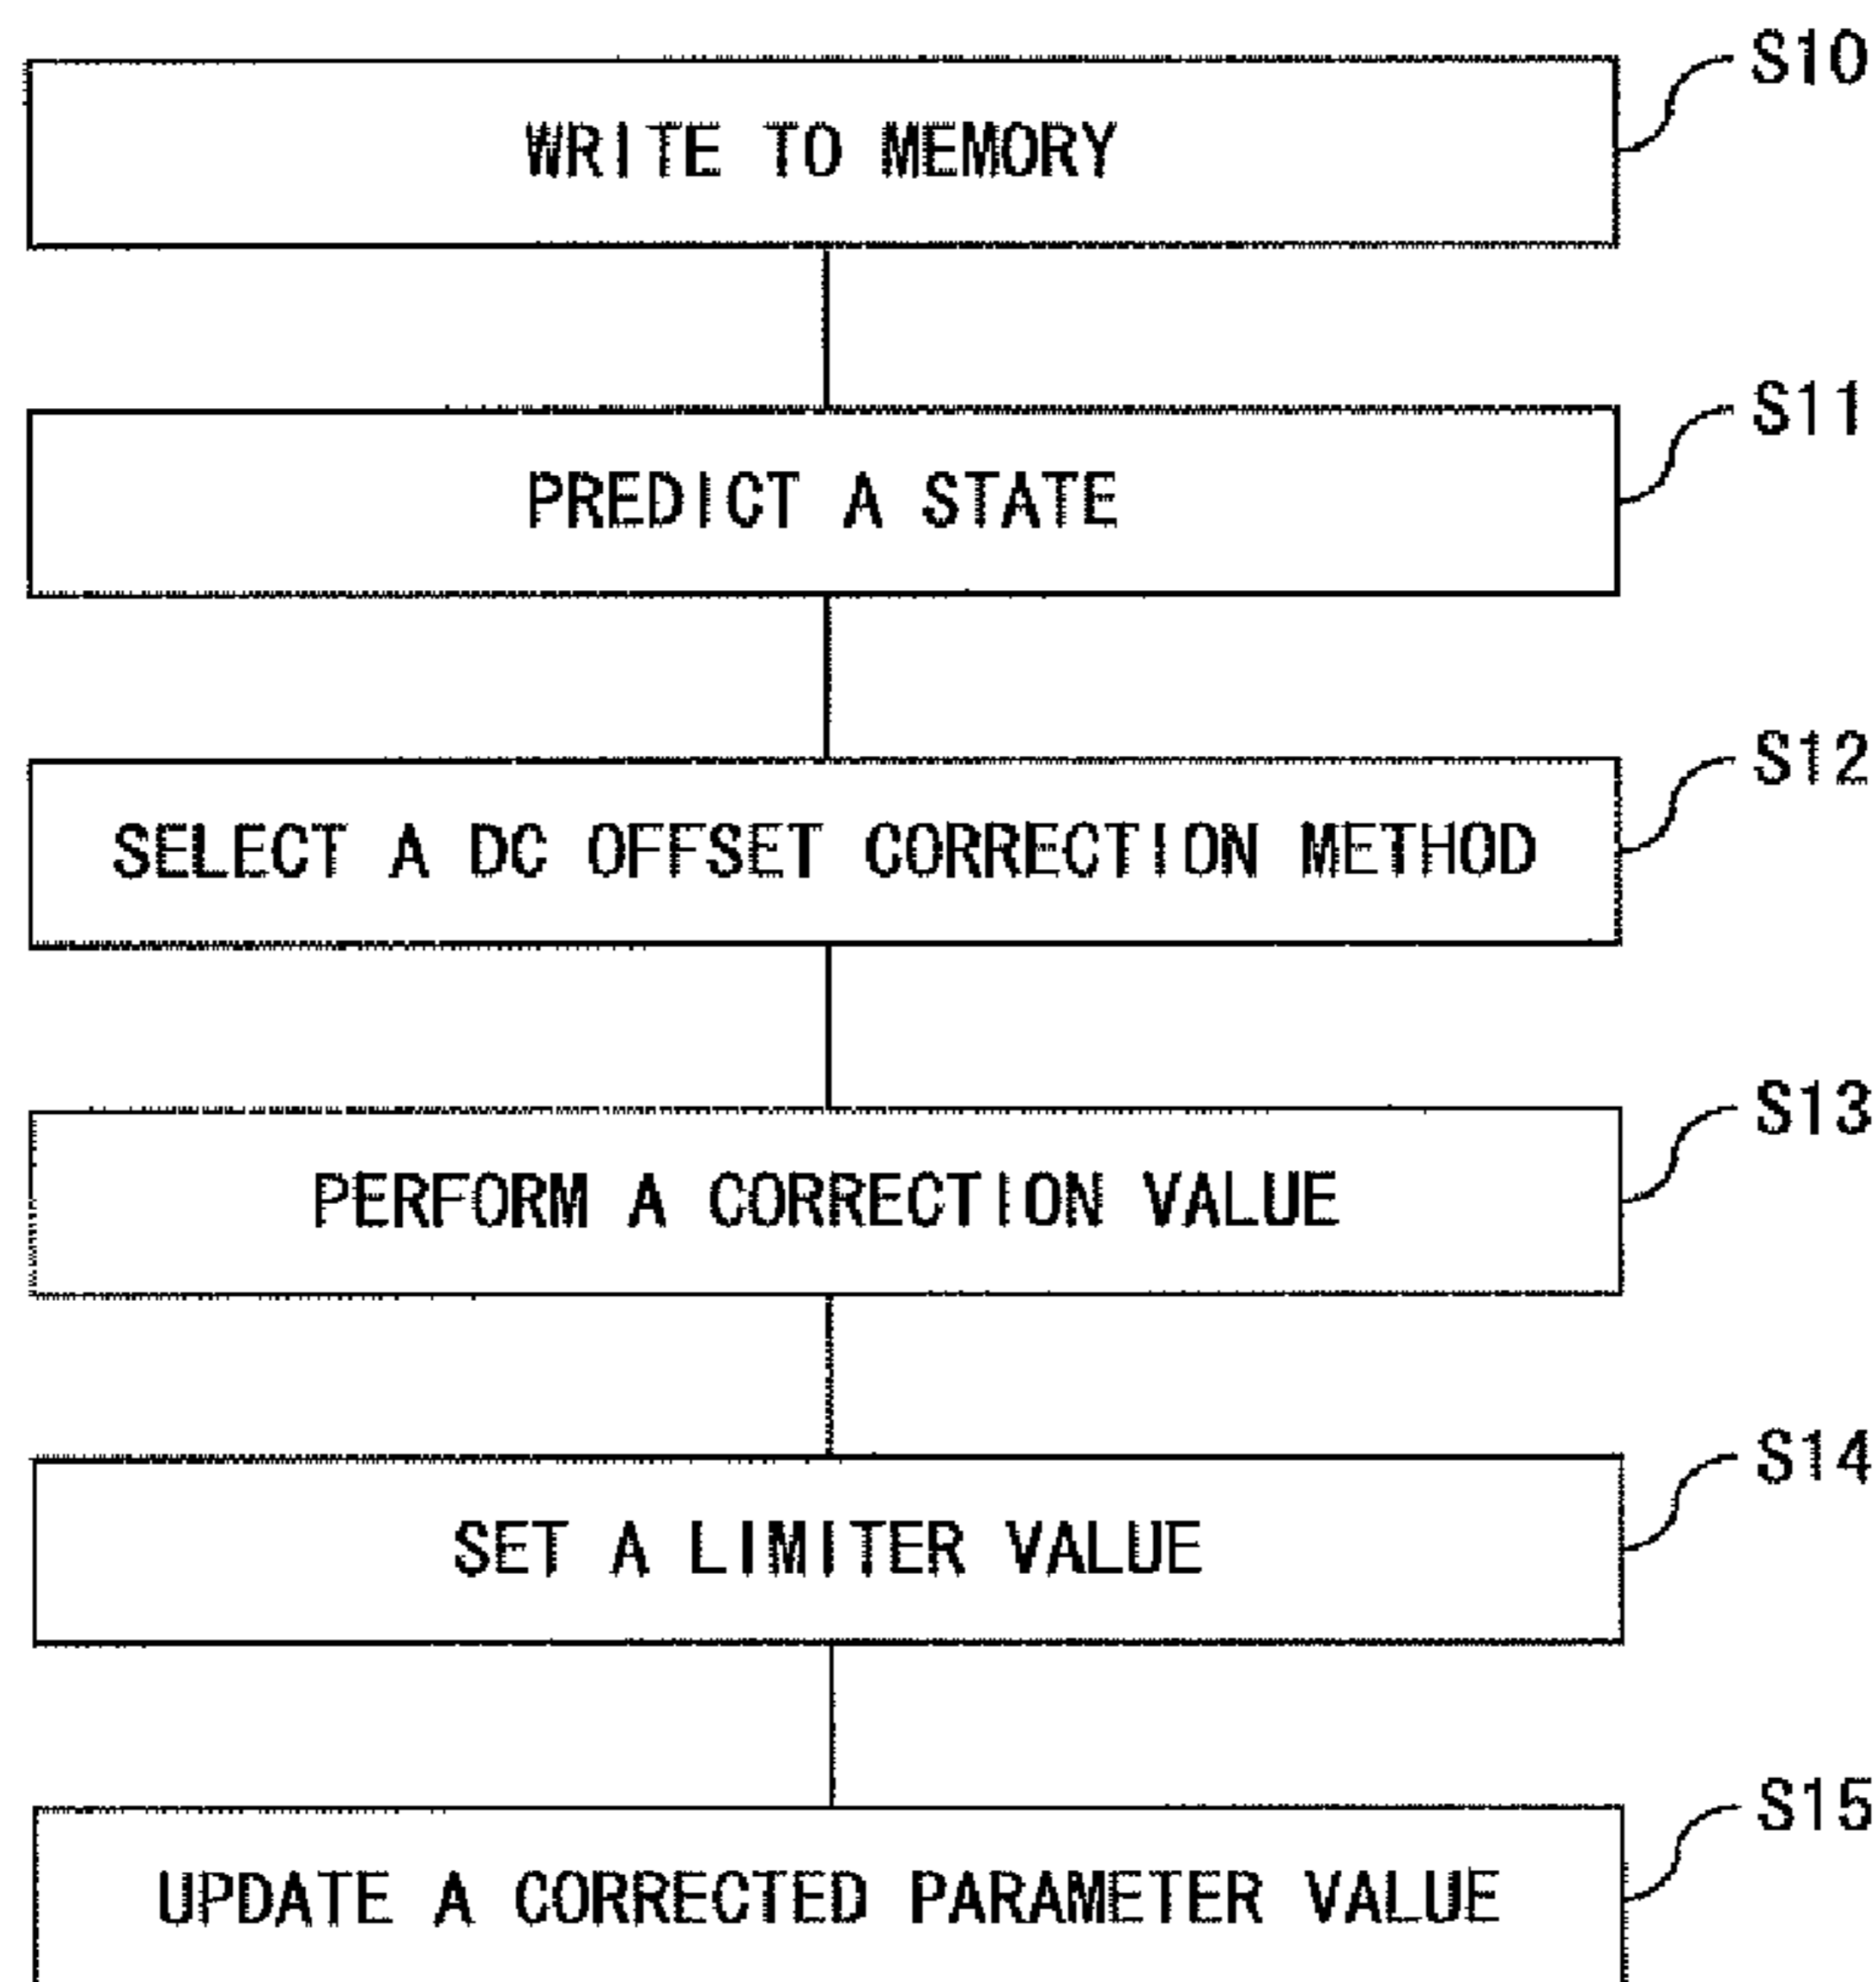 S10
WRITE TO MEMORY
S11
PREDICT A STATE
S12
SELECT A DC OFFSET CORRECTION METHOD
S13
PERFORM A CORRECTION VALUE
S14
SET A LIMITER VALUE
S15
UPDATE A CORRECTED PARAMETER VALUE